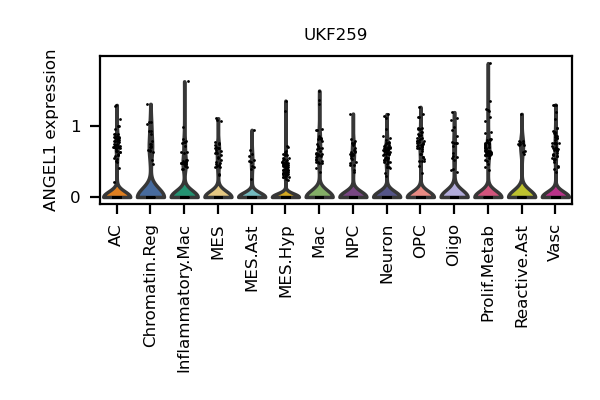 UKF259
ANGEL1 expression
1
0
AC
Chromatin.Reg
Inflammatory.Mac
MES
MES.Ast
MES.Hyp
Mac
NPC
Neuron
OPC
Oligo
Prolif.Metab
Reactive.Ast
Vasc